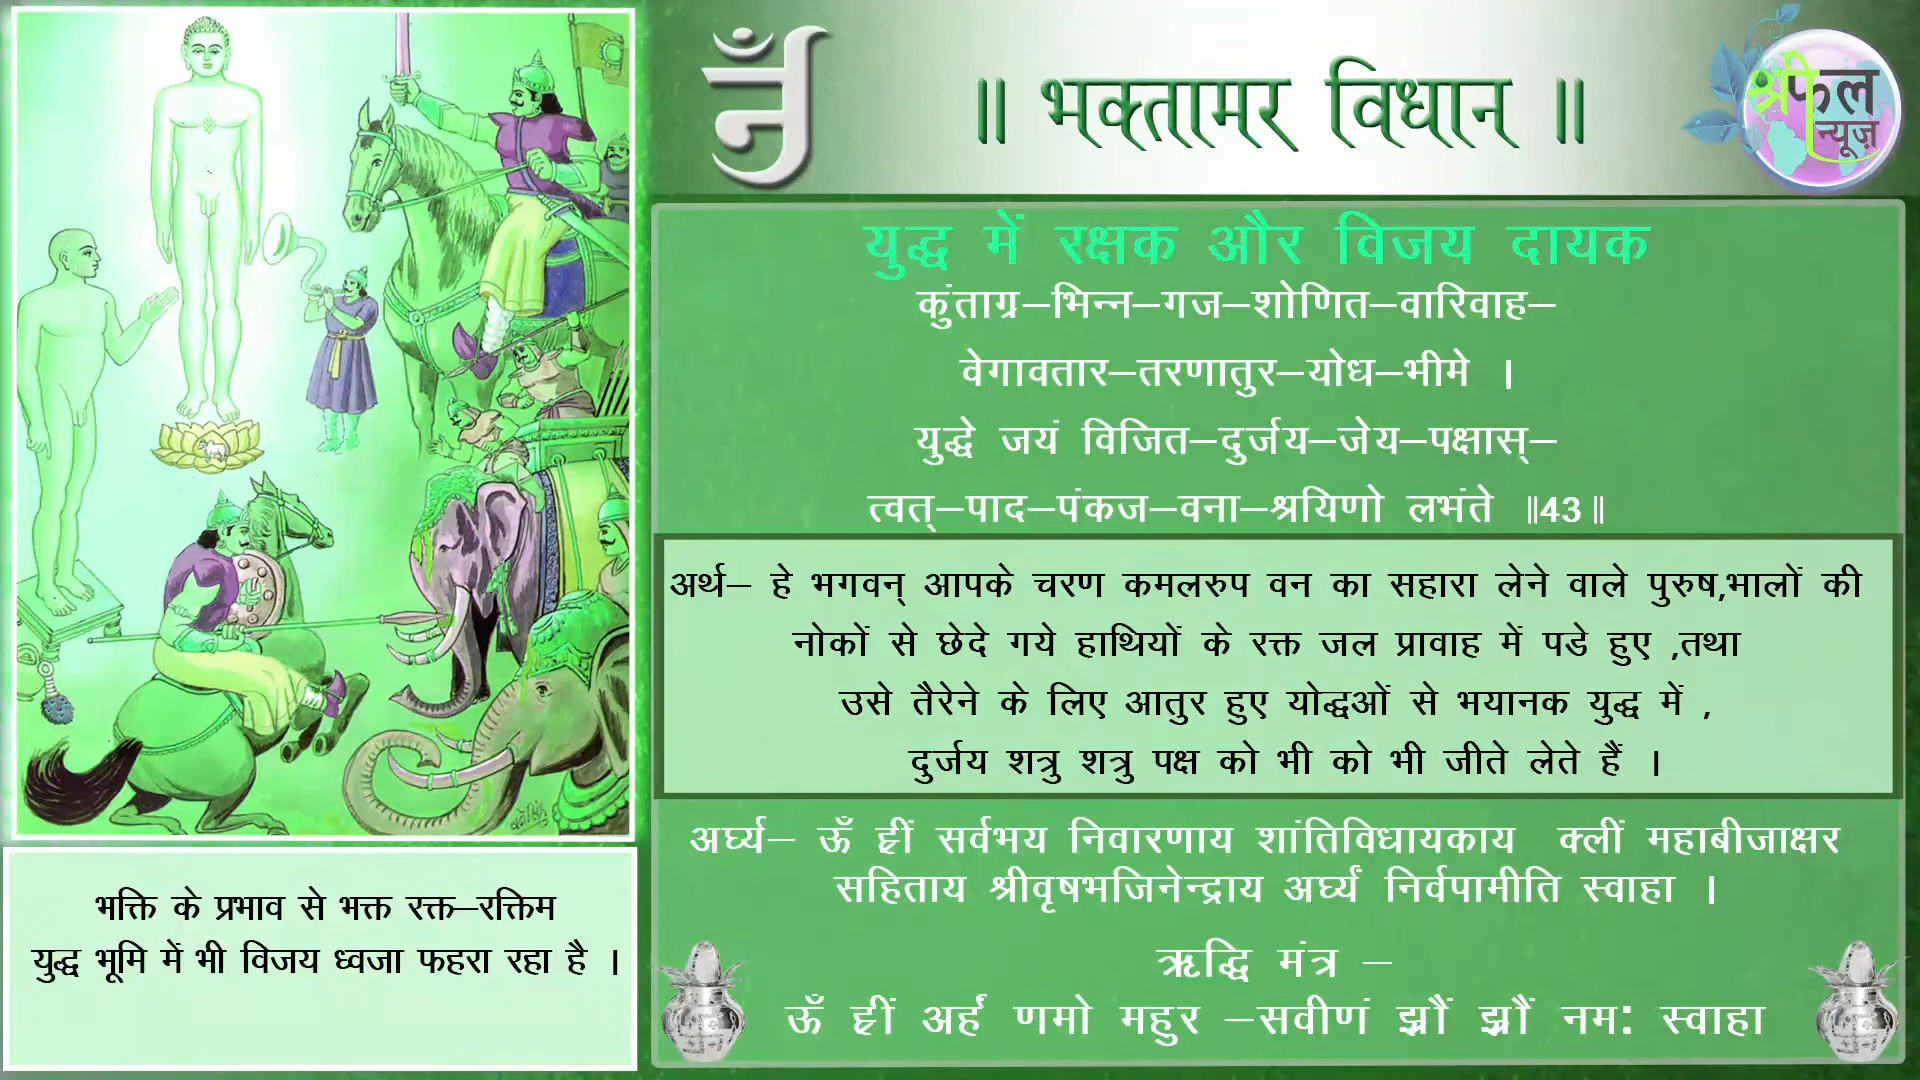 ॥ भक्तामर विधान ॥
श्रीफल
न्यूज़
युद्ध में रक्षक और विजय दायक
कुंताग्र–भिन्न–गज–शोणित–वारिवाह–
वेगावतार–तरणातुर–योध–भीमे ।
युद्धे जयं विजित–दुर्जय–जेय–पक्षास्–
त्वत्–पाद–पंकज–वना–श्रयिणो लभंते ॥43॥
अर्थ– हे भगवन् आपके चरण कमलरुप वन का सहारा लेने वाले पुरुष,भालों की
नोकों से छेदे गये हाथियों के रक्त जल प्रावाह में पडे हुए ,तथा
उसे तैरेने के लिए आतुर हुए योद्धओं से भयानक युद्ध में ,
दुर्जय शत्रु शत्रु पक्ष को भी को भी जीते लेते हैं ।
अर्घ्य– ऊँ ह्रीं सर्वभय निवारणाय शांतिविधायकाय क्लीं महाबीजाक्षर
सहिताय श्रीवृषभजिनेन्द्राय अर्घ्यं निर्वपामीति स्वाहा ।
ऋद्धि मंत्र –
ऊँ ह्रीं अर्हं णमो महुर –सवीणं झ्रौं झ्रौं नम: स्वाहा
भक्ति के प्रभाव से भक्त रक्त–रक्तिम
युद्ध भूमि में भी विजय ध्वजा फहरा रहा है ।